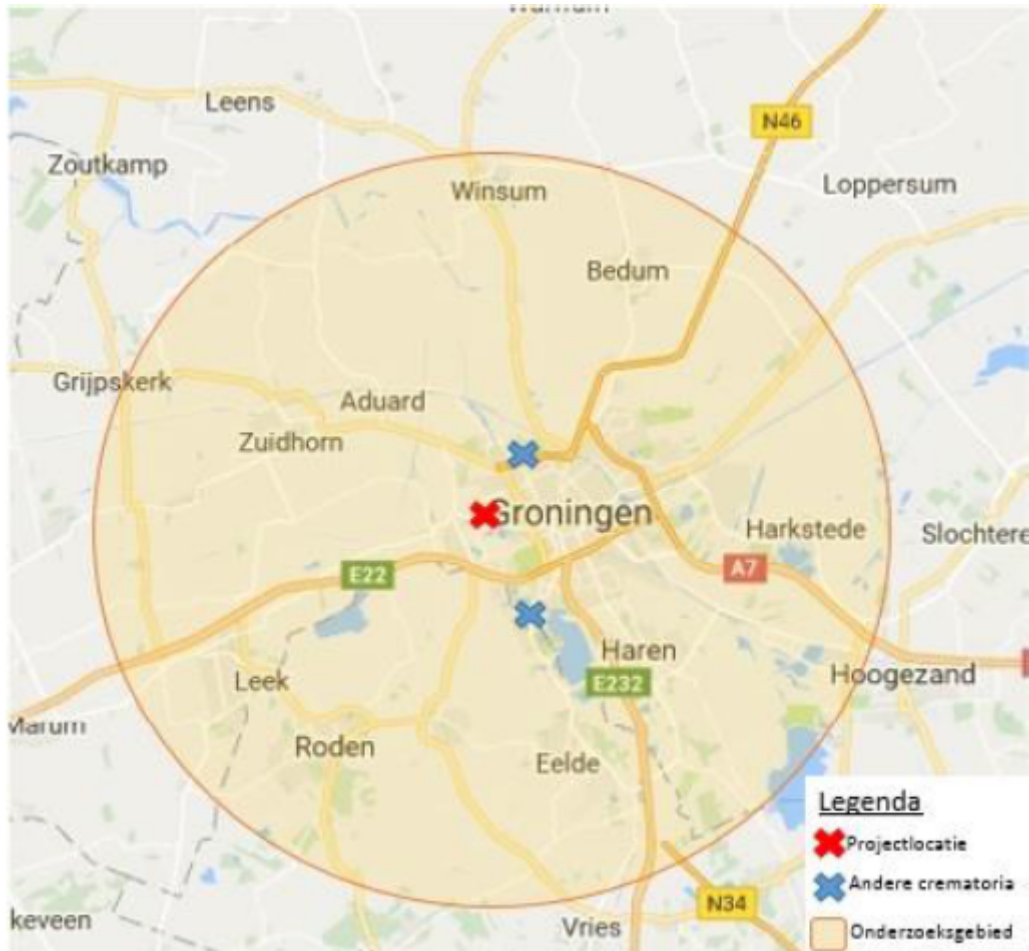 Leens
N46
Zoutkamp
Loppersum
Winsum
Bedum
Grijpskerk
Aduard
Zuidhorn
Groningen
Harkstede
Slochtere
E22
A7
Haren
Leek
E232
Hoogezand
Marum
Roden
Eelde
Legenda
Projectlocatie
Andere crematoria
N34
Onderzoeksgebied
keveen
Vries